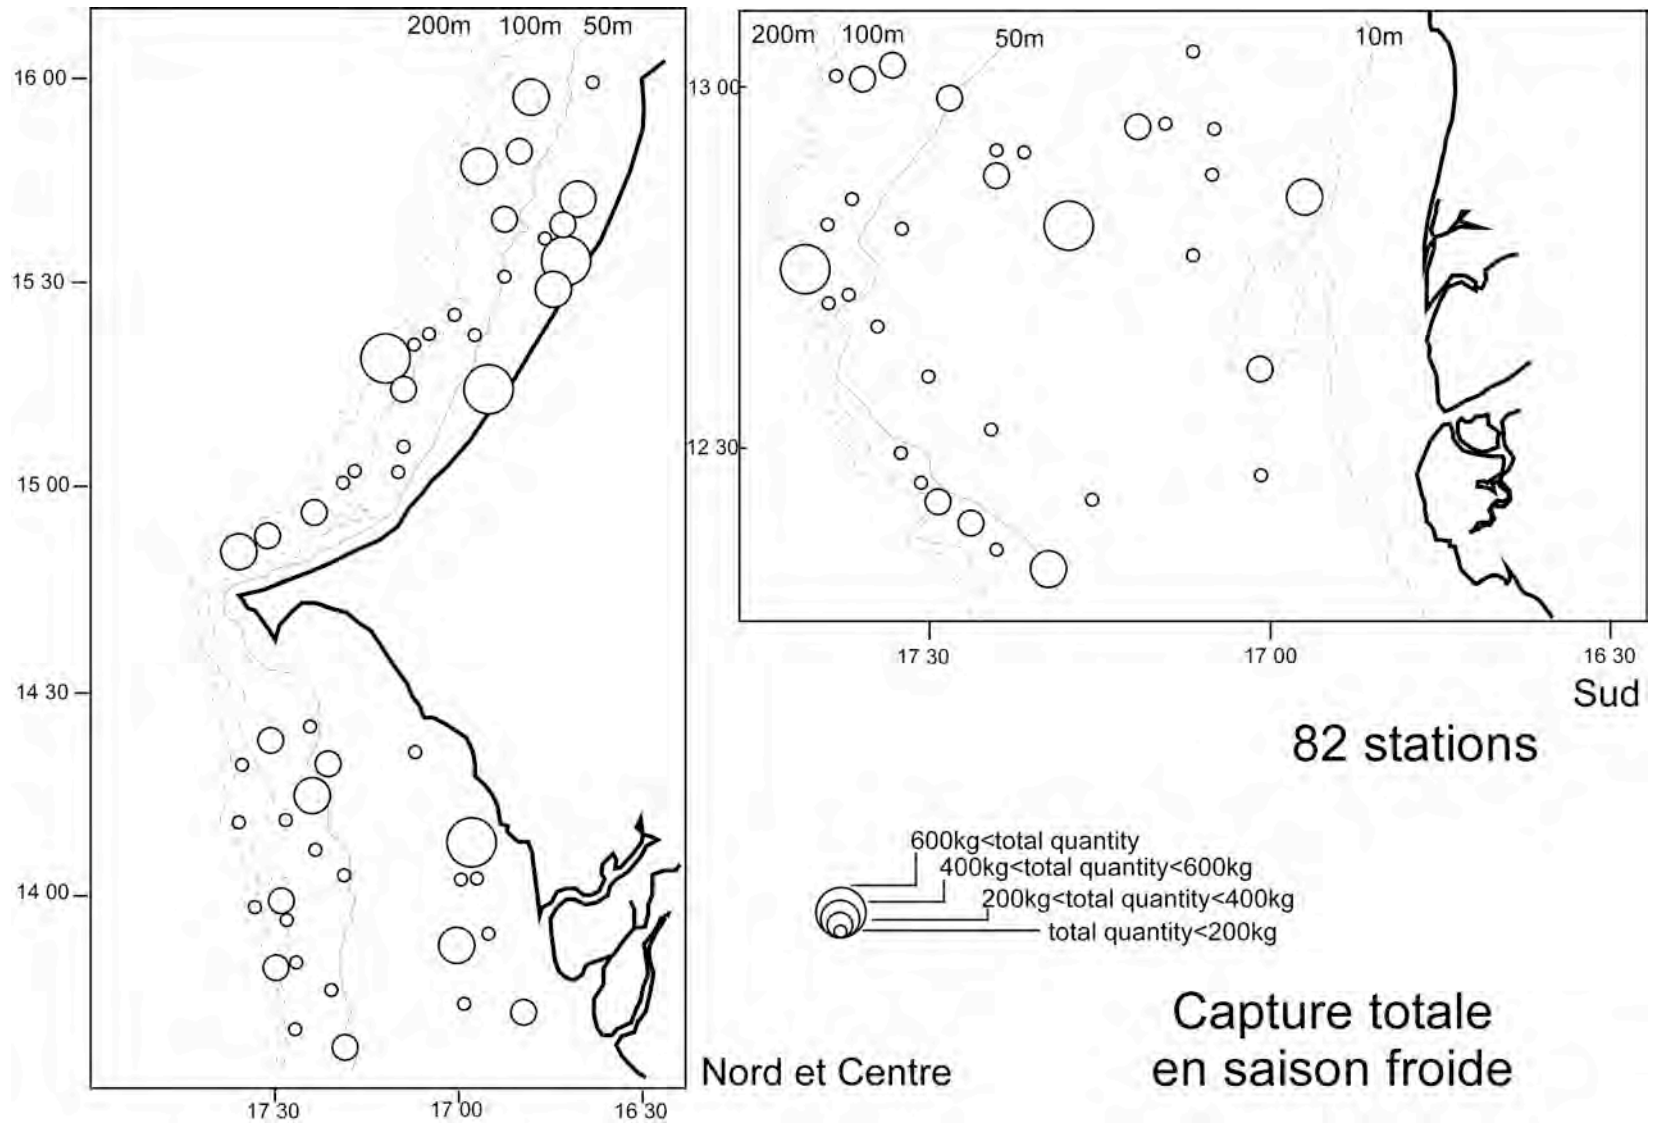 200m 100m 50m
16 00
15 30
15 00
14 30
14 00
17 30 17 00 16 30
Nord et Centre
200m 100m 50m 10m
13 00
12 30
17 30 17 00 16 30
Sud
82 stations
600kg<total quantity
400kg<total quantity<600kg
200kg<total quantity<400kg
total quantity<200kg
Capture totale
en saison froide